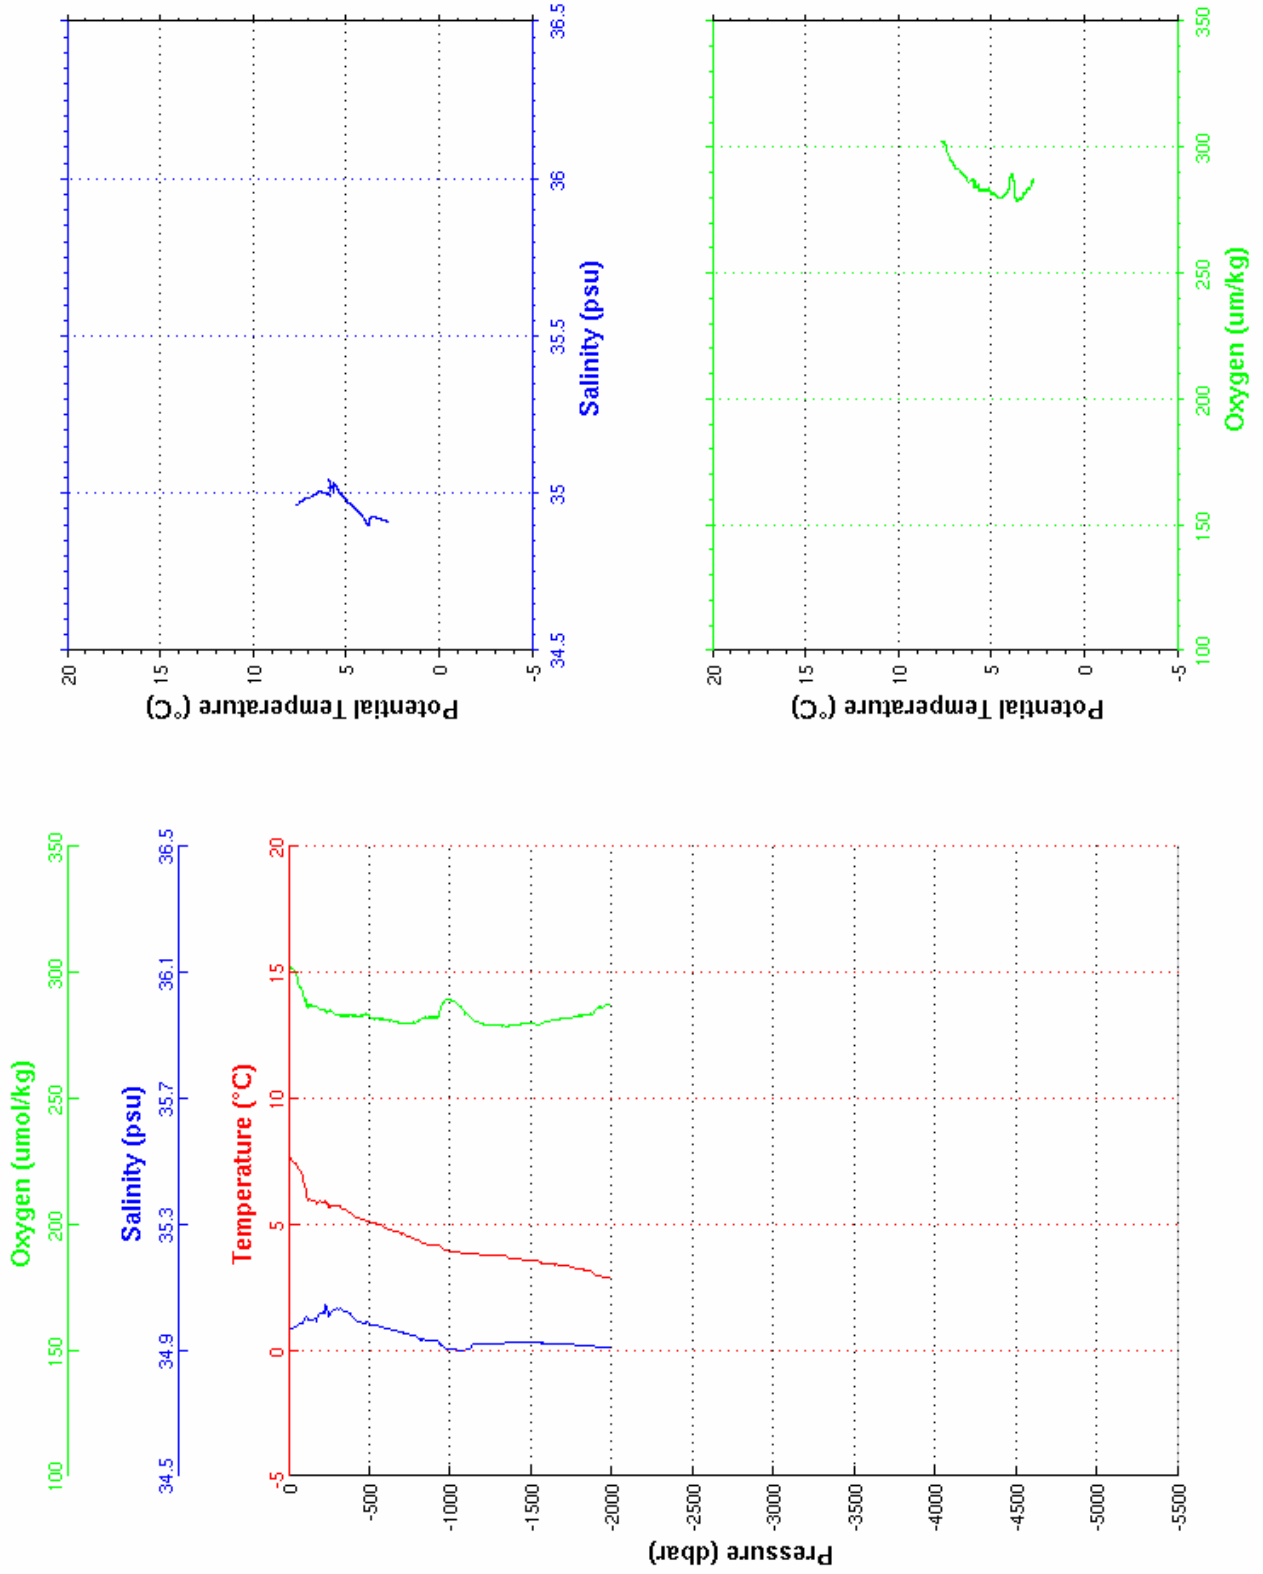 Oxygen (umol/kg)
100 150 200 250 300 350
Salinity (psu)
34.5 34.9 35.3 35.7 36.1 36.5
Temperature (°C)
-5 0 5 10 15 20
0
-500
-1000
-1500
-2000
-2500
-3000
-3500
-4000
-4500
-5000
-5500
Pressure (dbar)
20
15
10
5
0
-5
Potential Temperature (°C)
34.5 35 35.5 36 36.5
Salinity (psu)
20
15
10
5
0
-5
Potential Temperature (°C)
100 150 200 250 300 350
Oxygen (um/kg)